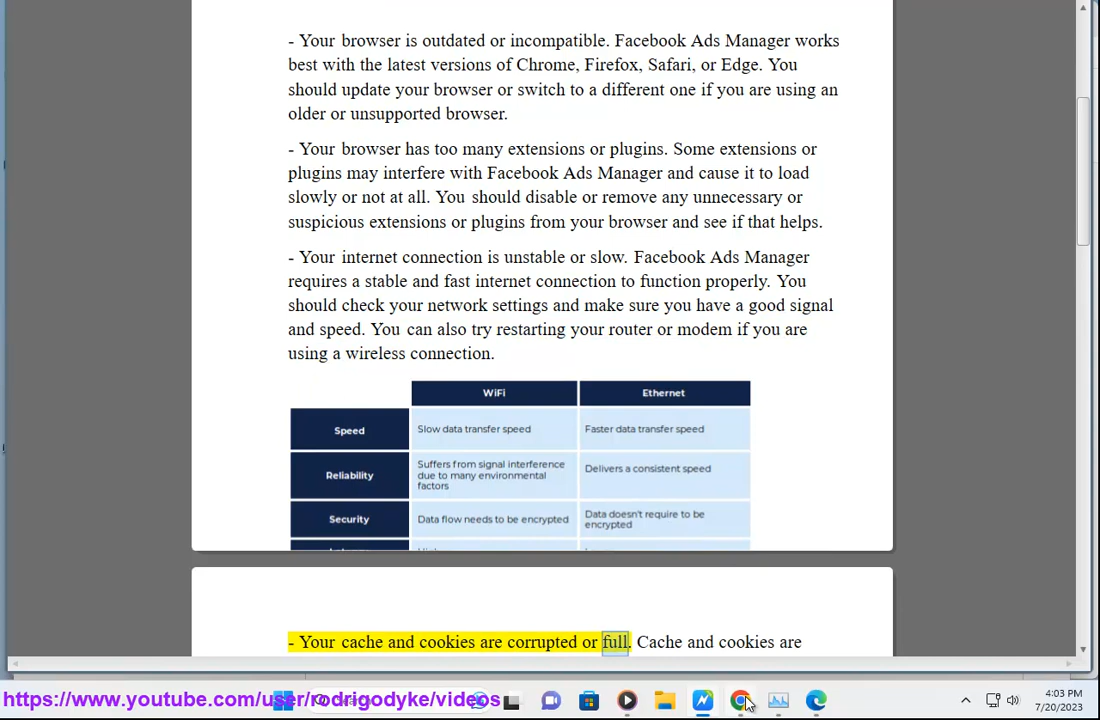 - Your browser is outdated or incompatible. Facebook Ads Manager works
best with the latest versions of Chrome, Firefox, Safari, or Edge. You
should update your browser or switch to a different one if you are using an
older or unsupported browser.
- Your browser has too many extensions or plugins. Some extensions or
plugins may interfere with Facebook Ads Manager and cause it to load
slowly or not at all. You should disable or remove any unnecessary or
suspicious extensions or plugins from your browser and see if that helps.
- Your internet connection is unstable or slow. Facebook Ads Manager
requires a stable and fast internet connection to function properly. You
should check your network settings and make sure you have a good signal
and speed. You can also try restarting your router or modem if you are
using a wireless connection.
WiFi Ethernet
Speed Slow data transfer speed Faster data transfer speed
Reliability Suffers from signal interference
due to many environmental
factors
Delivers a consistent speed
Security Data flow needs to be encrypted Data doesn't require to be
encrypted
- Your cache and cookies are corrupted or full. Cache and cookies are
https://www.youtube.com/user/rodrigodyke/videos
4:03 PM
7/20/2023